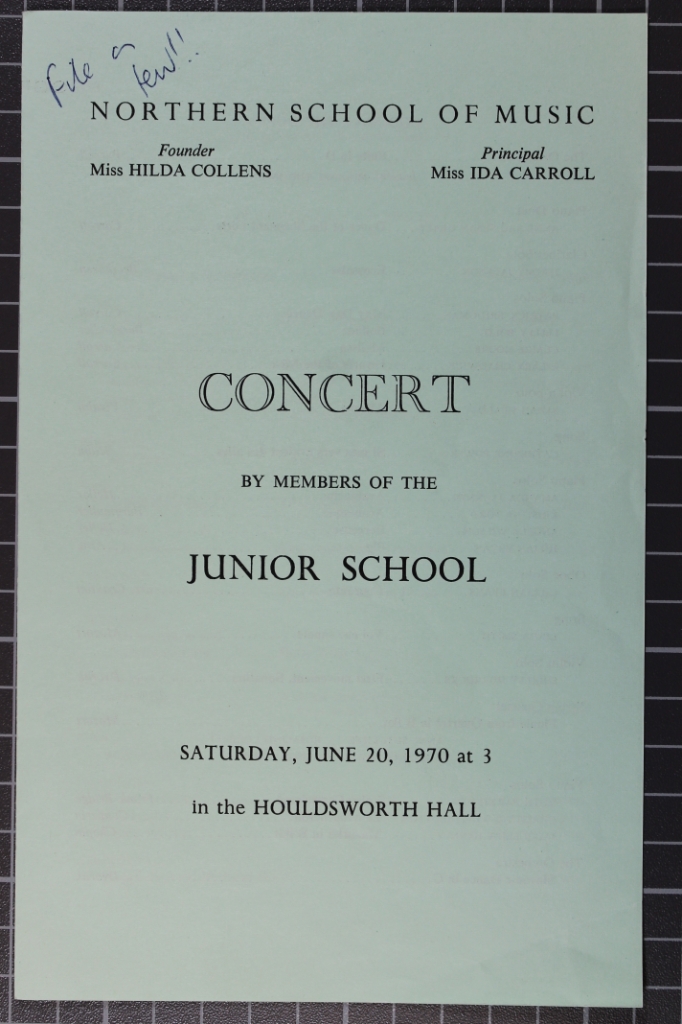 File a
few!!
NORTHERN SCHOOL OF MUSIC
Founder
Miss HILDA COLLENS
Principal
Miss IDA CARROLL
CONCERT
BY MEMBERS OF THE
JUNIOR SCHOOL
SATURDAY, JUNE 20, 1970 at 3
in the HOULDSWORTH HALL